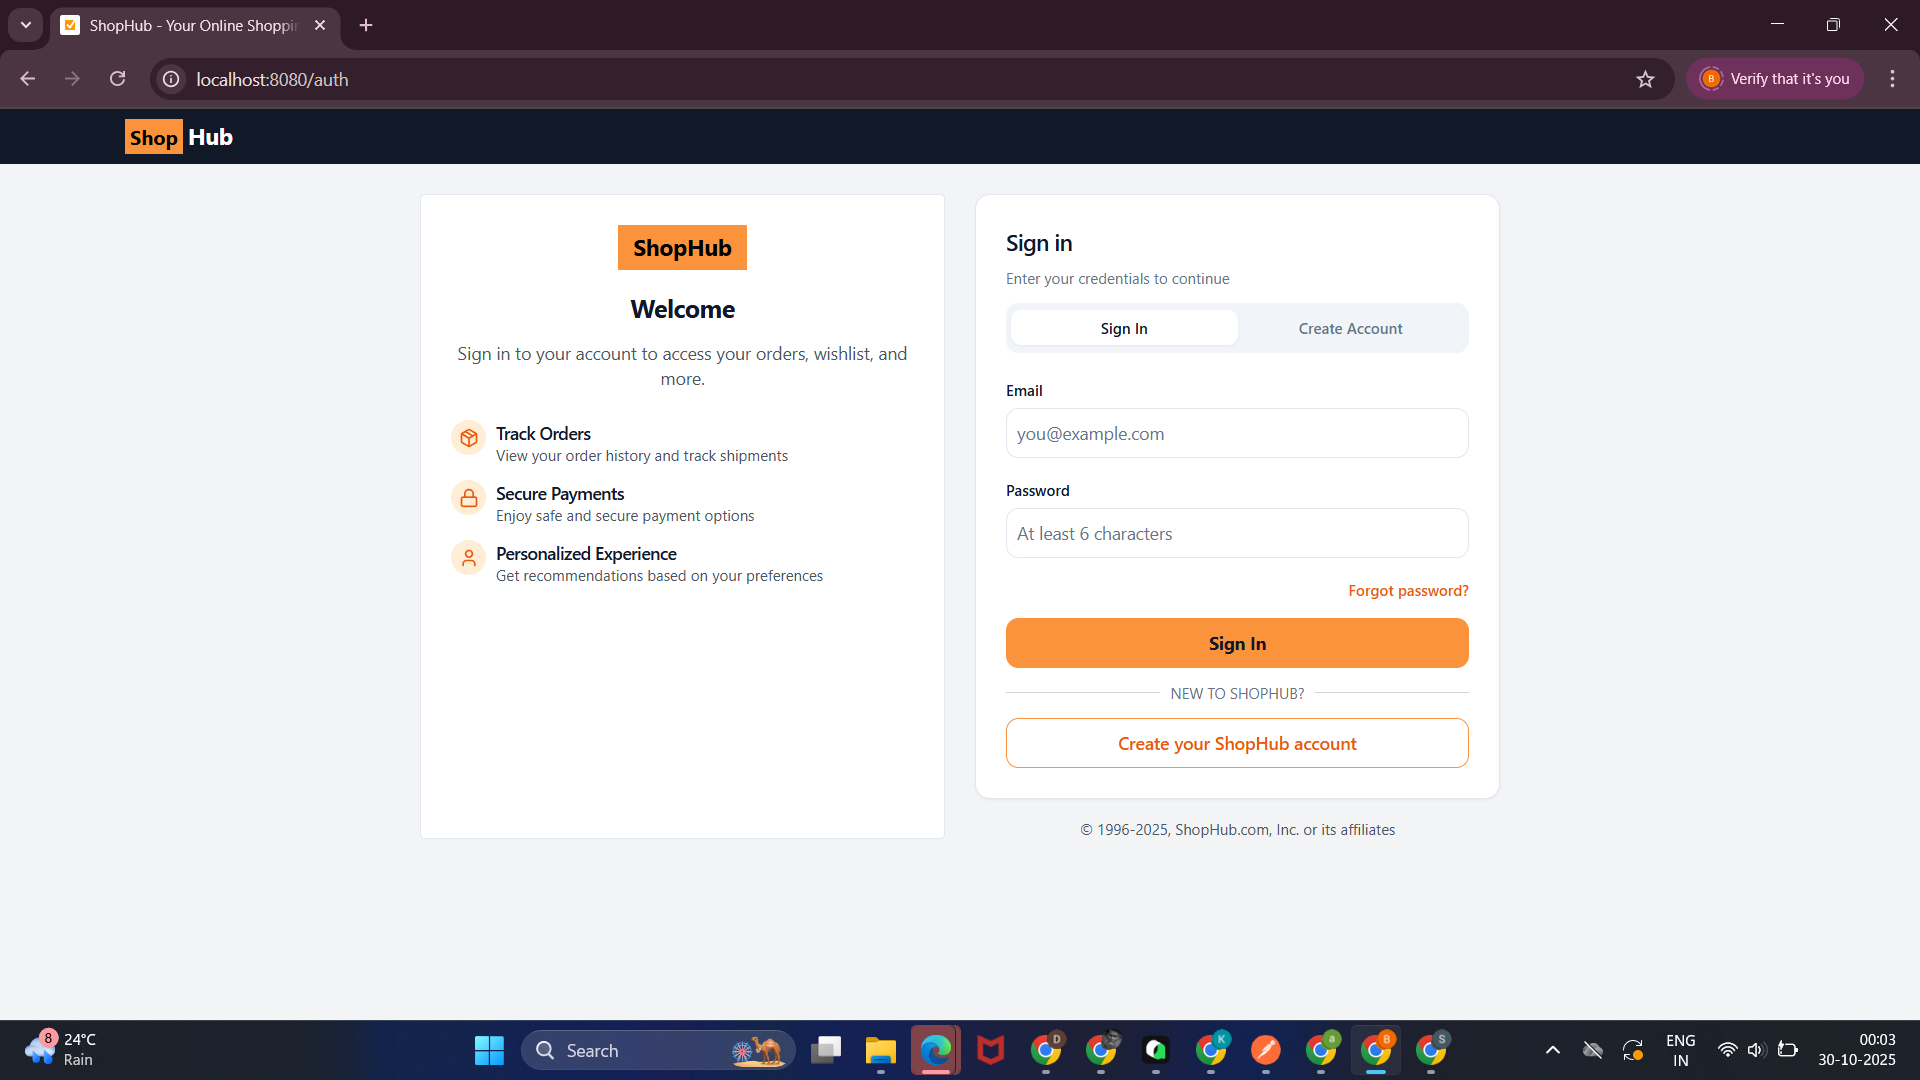 ShopHub - Your Online Shoppin
localhost:8080/auth
B
Verify that it's you
Shop Hub
ShopHub
Welcome
Sign in to your account to access your orders, wishlist, and
more.
Track Orders
View your order history and track shipments
Secure Payments
Enjoy safe and secure payment options
Personalized Experience
Get recommendations based on your preferences
Sign in
Enter your credentials to continue
Sign In
Create Account
Email
you@example.com
Password
At least 6 characters
Forgot password?
Sign In
NEW TO SHOPHUB?
Create your ShopHub account
© 1996-2025, ShopHub.com, Inc. or its affiliates
8
24°C
Rain
Search
D
K
a
B
S
ENG
IN
00:03
30-10-2025